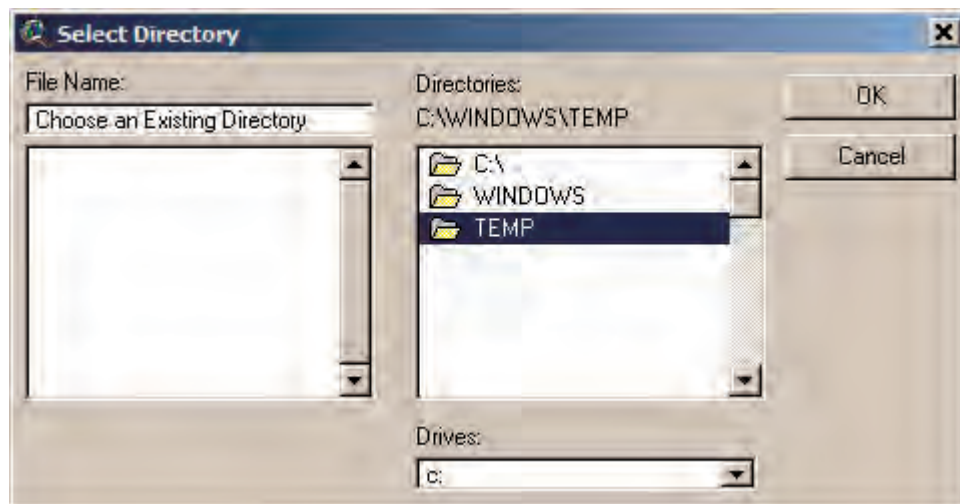 Select Directory
File Name:
Choose an Existing Directory
Directories:
C:\WINDOWS\TEMP
C:\
WINDOWS
TEMP
Drives:
c:
OK
Cancel